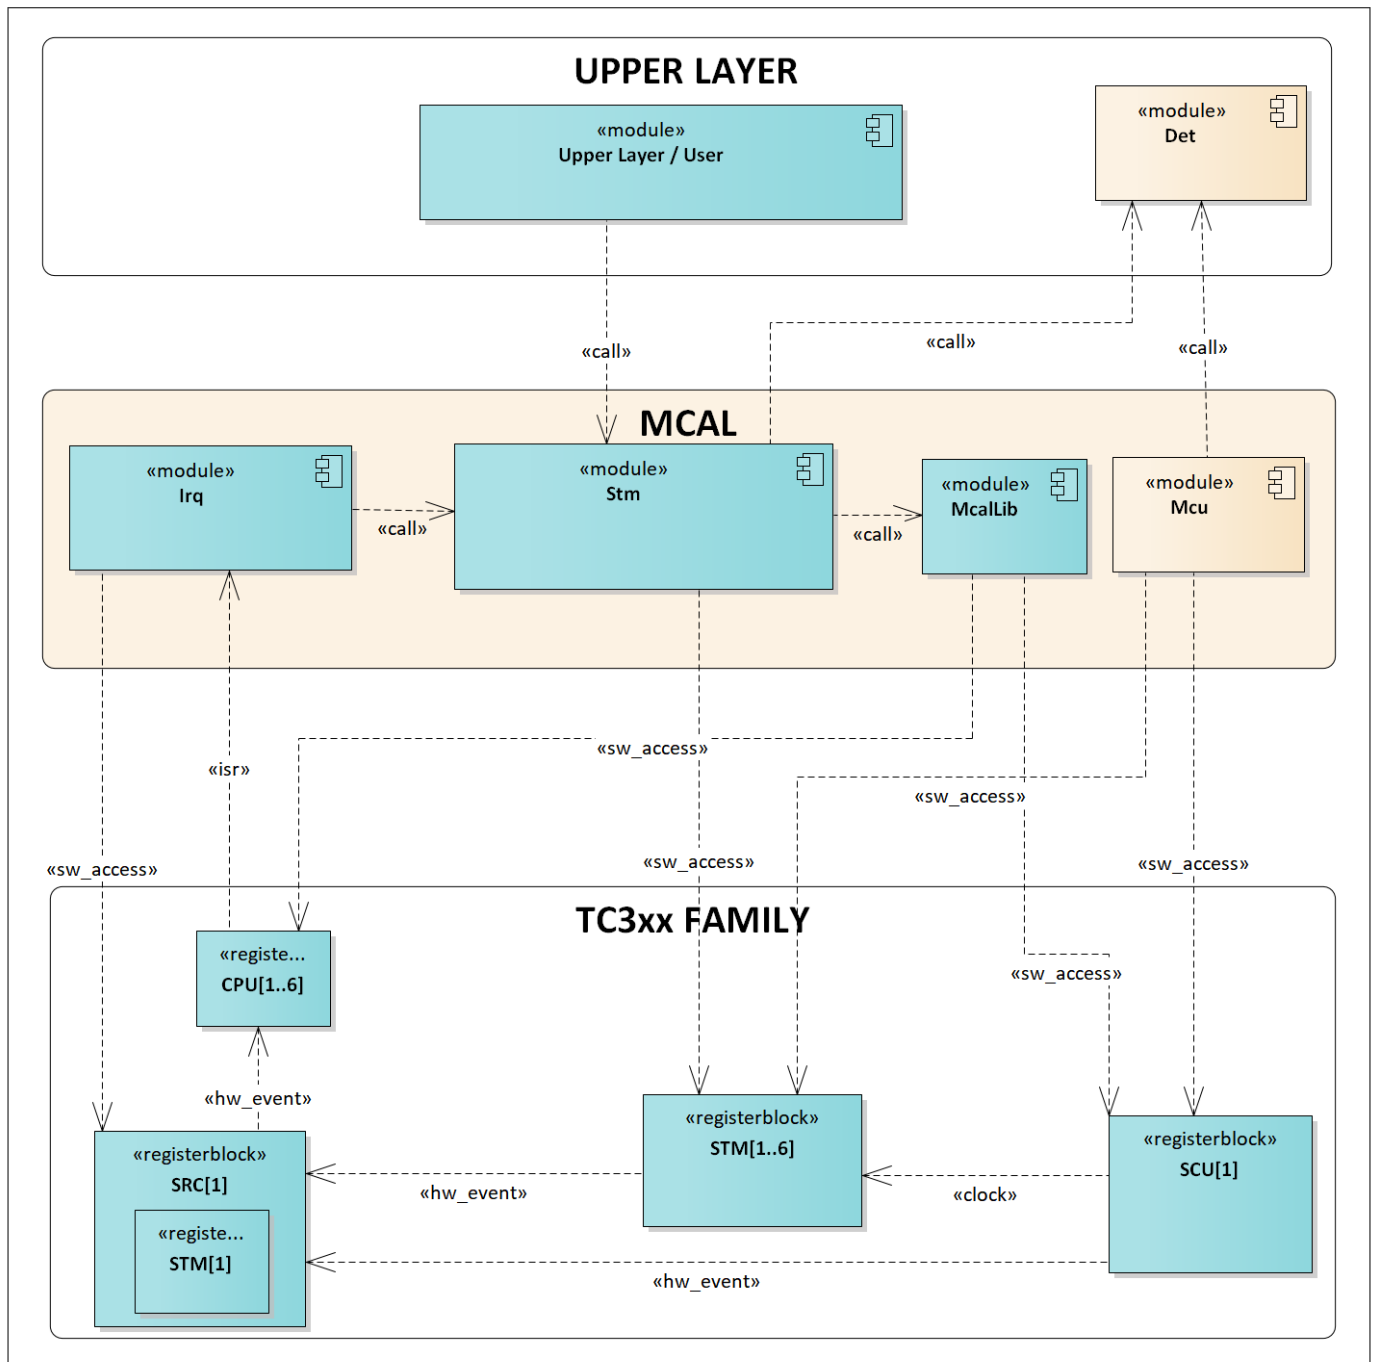 UPPER LAYER
«module»
Upper Layer / User
«module»
Det
«call»
«call»
«call»
MCAL
«module»
Irq
«call»
«module»
Stm
«call»
«module»
McalLib
«module»
Mcu
«sw_access»
«isr»
«sw_access»
«sw_access»
«sw_access»
«sw_access»
TC3xx FAMILY
«registe...
CPU[1..6]
«sw_access»
«hw_event»
«registerblock»
STM[1..6]
«registerblock»
SCU[1]
«registerblock»
SRC[1]
«hw_event»
«clock»
«registe...
STM[1]
«hw_event»